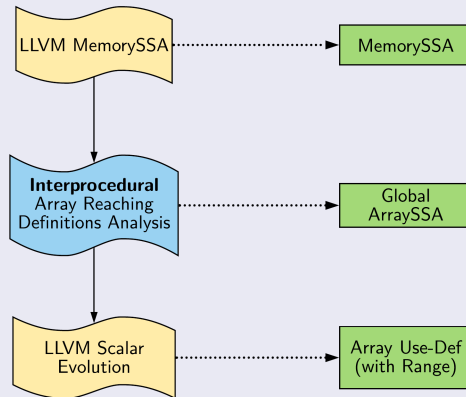 LLVM MemorySSA
MemorySSA
Interprocedural
Array Reaching
Definitions Analysis
Global
ArraySSA
LLVM Scalar
Evolution
Array Use-Def
(with Range)